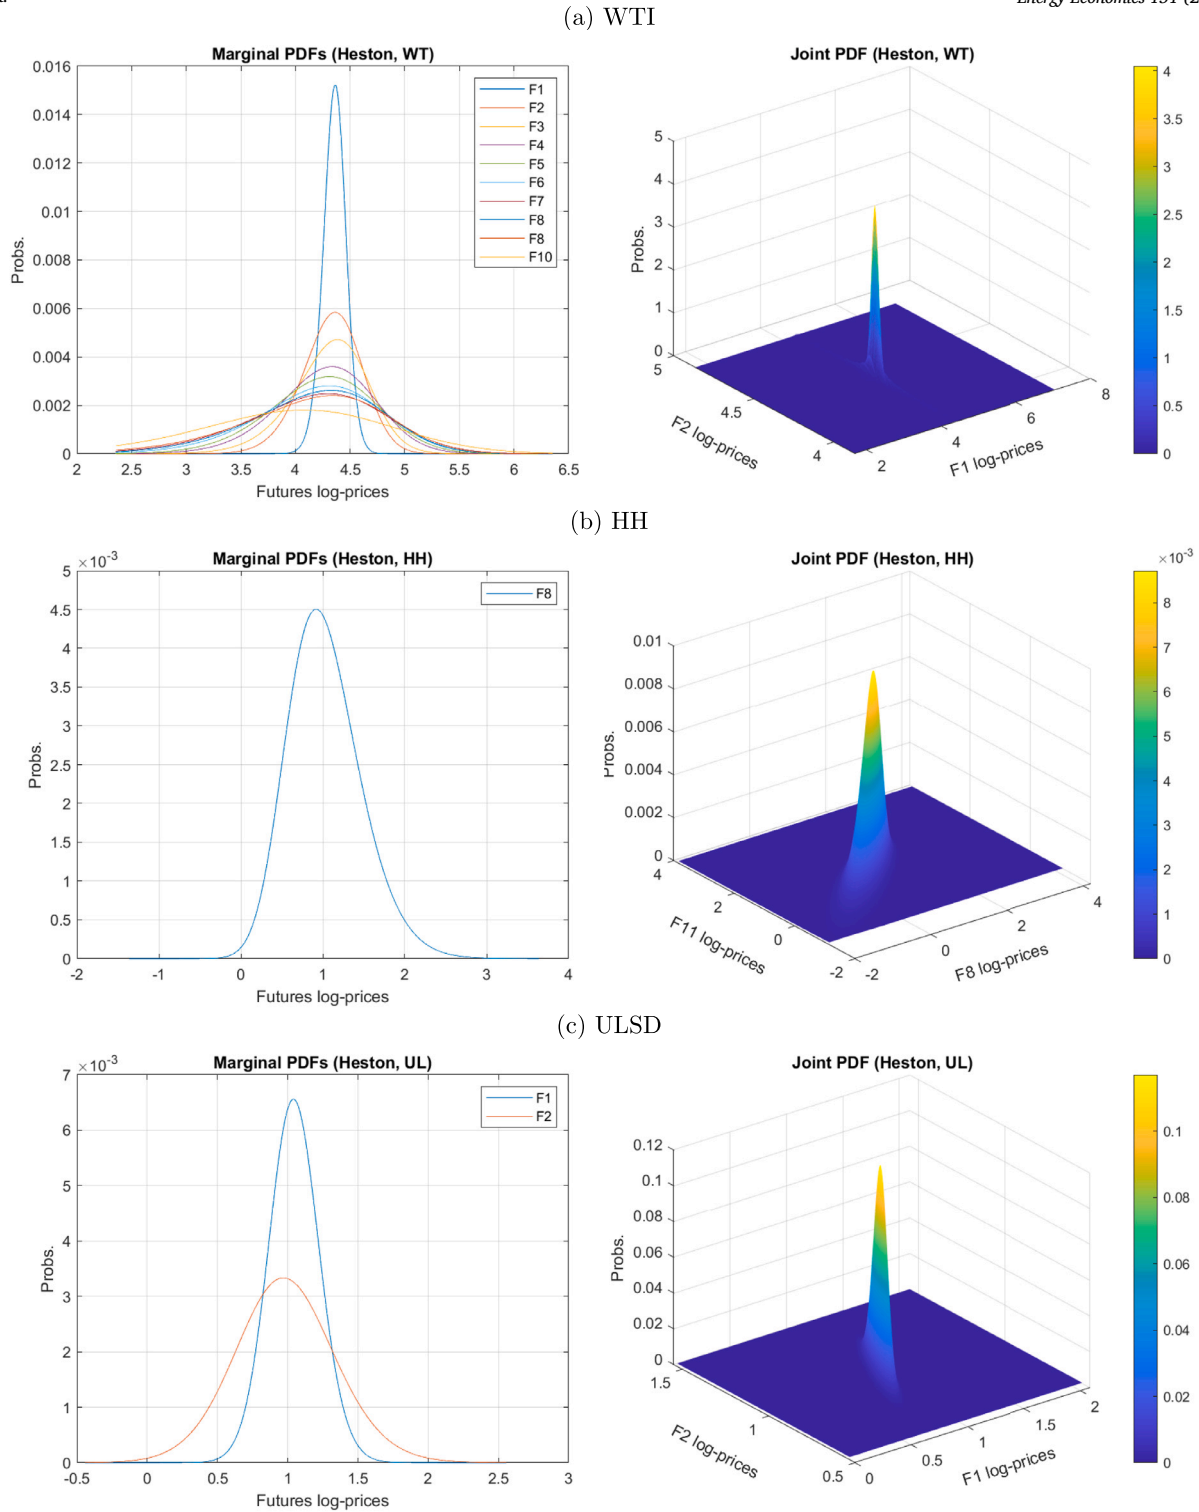 (a) WTI
Marginal PDFs (Heston, WT)
0.016
0.014
0.012
0.01
0.008
0.006
0.004
0.002
0
Probs.
2 2.5 3 3.5 4 4.5 5 5.5 6 6.5
Futures log-prices
F1
F2
F3
F4
F5
F6
F7
F8
F8
F10
Joint PDF (Heston, WT)
5
4
3
2
1
0
Probs.
5 4.5 4
F2 log-prices
2 4 6 8
F1 log-prices
4
3.5
3
2.5
2
1.5
1
0.5
0
(b) HH
Marginal PDFs (Heston, HH)
×10-3
5
4.5
4
3.5
3
2.5
2
1.5
1
0.5
0
Probs.
-2 -1 0 1 2 3 4
Futures log-prices
F8
Joint PDF (Heston, HH)
0.01
0.008
0.006
0.004
0.002
0
Probs.
4 2 0 -2
F11 log-prices
-2 0 2 4
F8 log-prices
×10-3
8
7
6
5
4
3
2
1
0
(c) ULSD
Marginal PDFs (Heston, UL)
×10-3
7
6
5
4
3
2
1
0
Probs.
-0.5 0 0.5 1 1.5 2 2.5 3
Futures log-prices
F1
F2
Joint PDF (Heston, UL)
0.12
0.1
0.08
0.06
0.04
0.02
0
Probs.
1.5 1 0.5
F2 log-prices
0 0.5 1 1.5 2
F1 log-prices
0.1
0.08
0.06
0.04
0.02
0